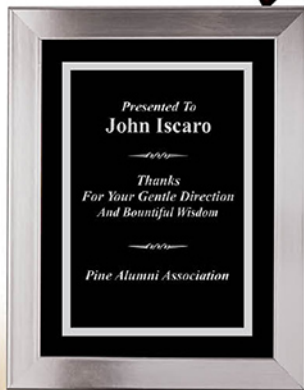 Presented To
John Iscaro
Thanks
For Your Gentle Direction
And Bountiful Wisdom
Pine Alumni Association